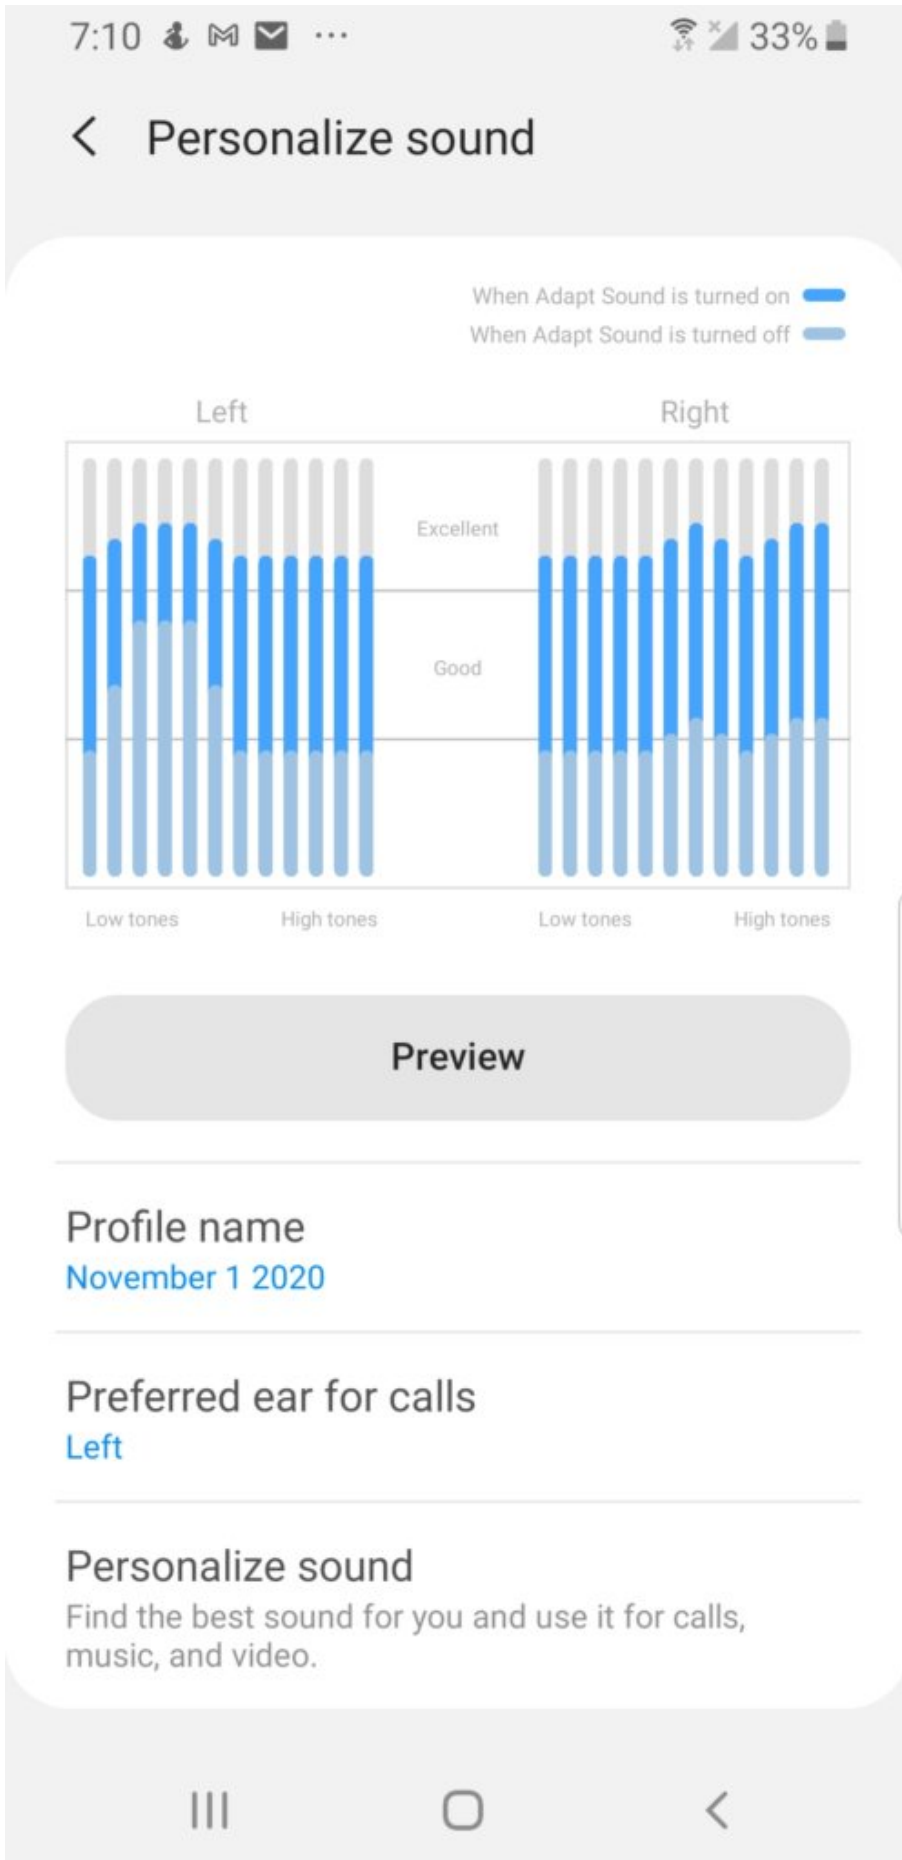 7:10 33%
Personalize sound
When Adapt Sound is turned on
When Adapt Sound is turned off
Left Right
Excellent
Good
Low tones High tones Low tones High tones
Preview
Profile name
November 1 2020
Preferred ear for calls
Left
Personalize sound
Find the best sound for you and use it for calls,
music, and video.